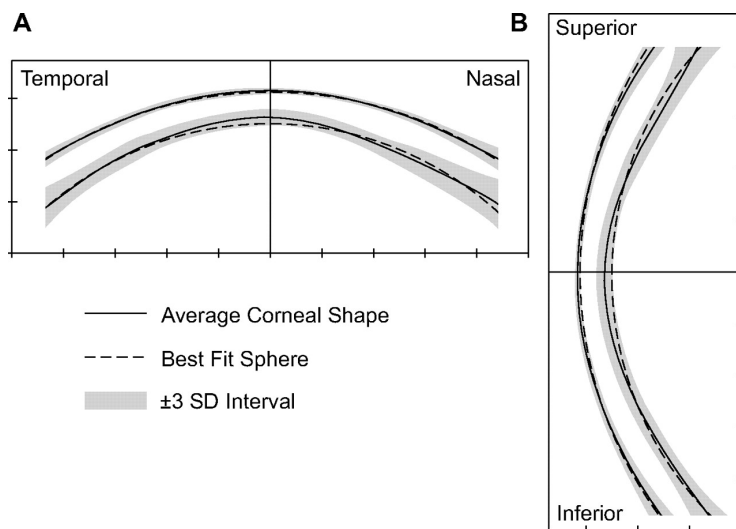 A
Temporal
Nasal
Average Corneal Shape
Best Fit Sphere
±3 SD Interval
B
Superior
Inferior